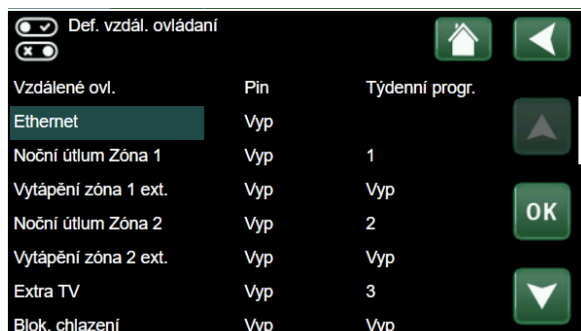 Def. vzdál. ovládaní
Vzdálené ovl. Pin Týdenní progr.
Ethernet Vyp
Noční útlum Zóna 1 Vyp 1
Vytápění zóna 1 ext. Vyp Vyp
Noční útlum Zóna 2 Vyp 2
Vytápění zóna 2 ext. Vyp Vyp
OK
Extra TV Vyp 3
Blok. chlazení Vyp Vyp